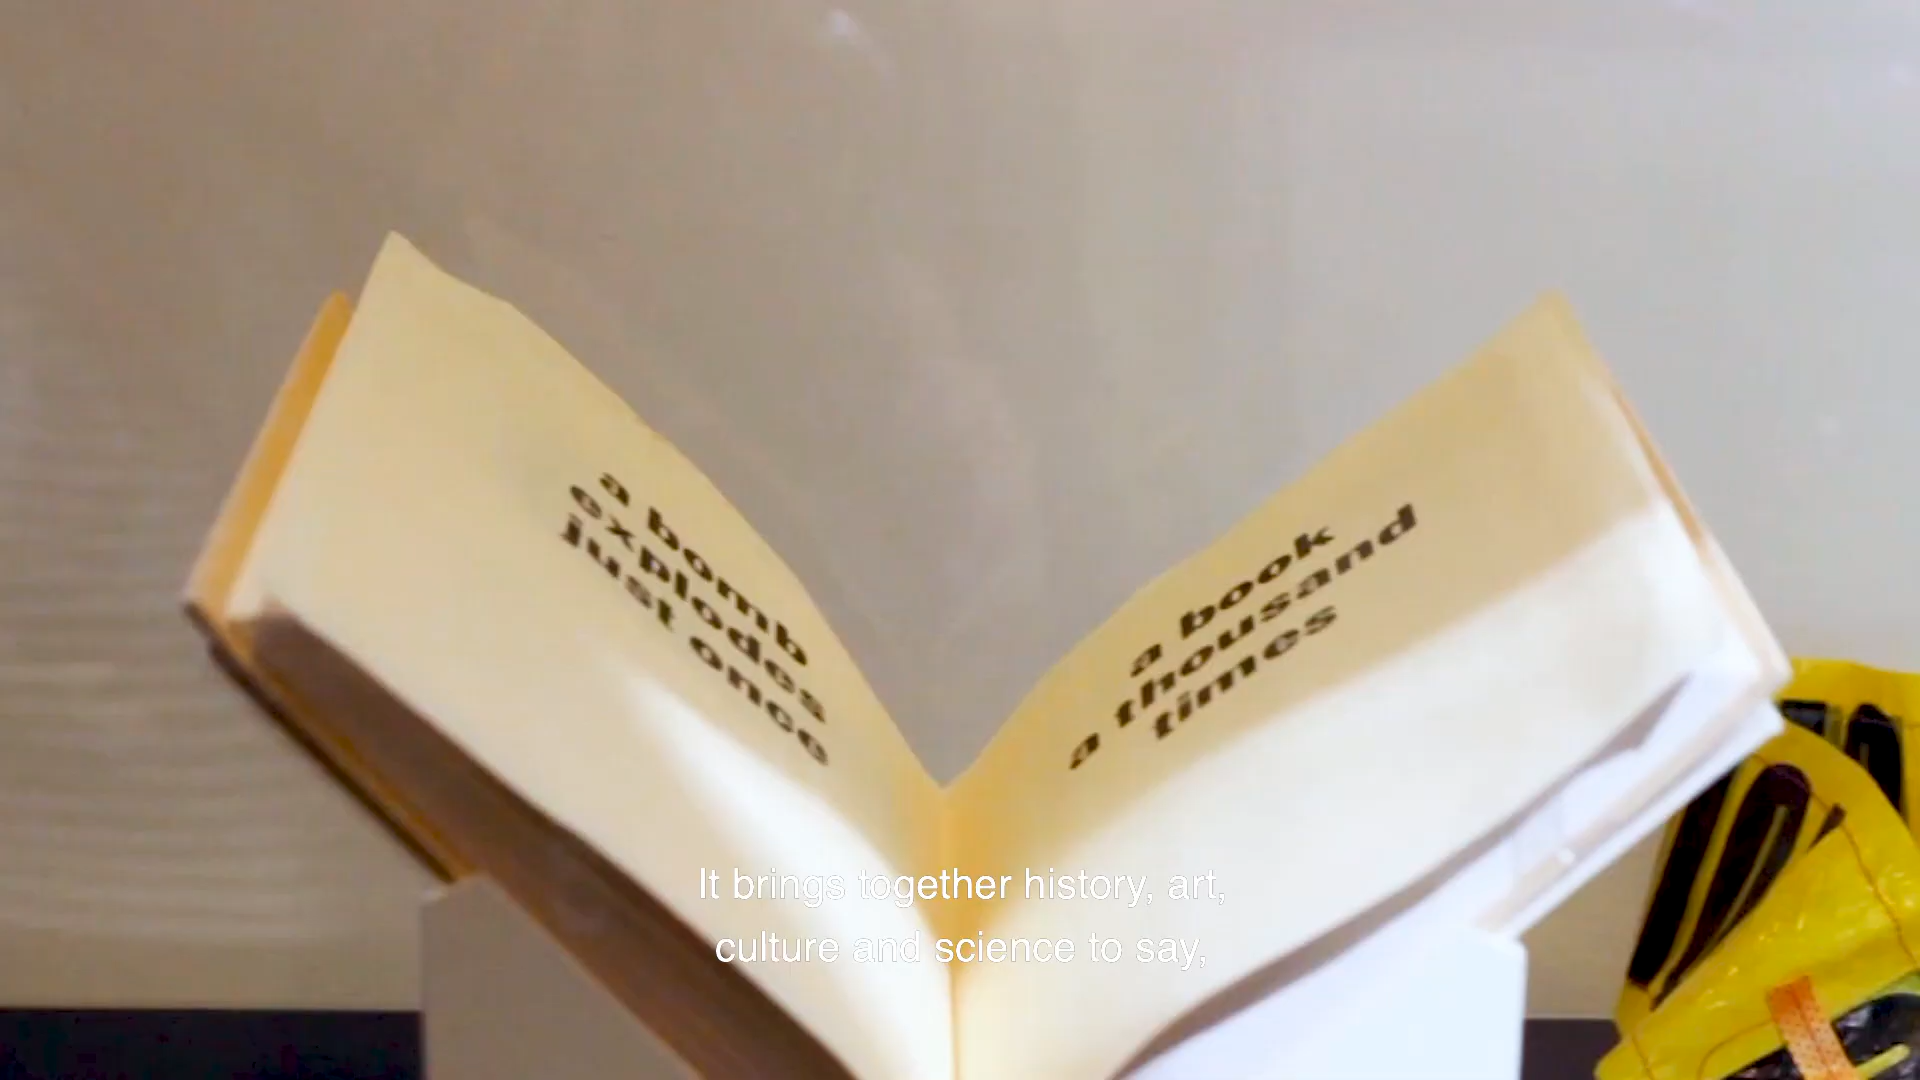 a bomb
explodes
just once
a book
a thousand
times
It brings together history, art,
culture and science to say,